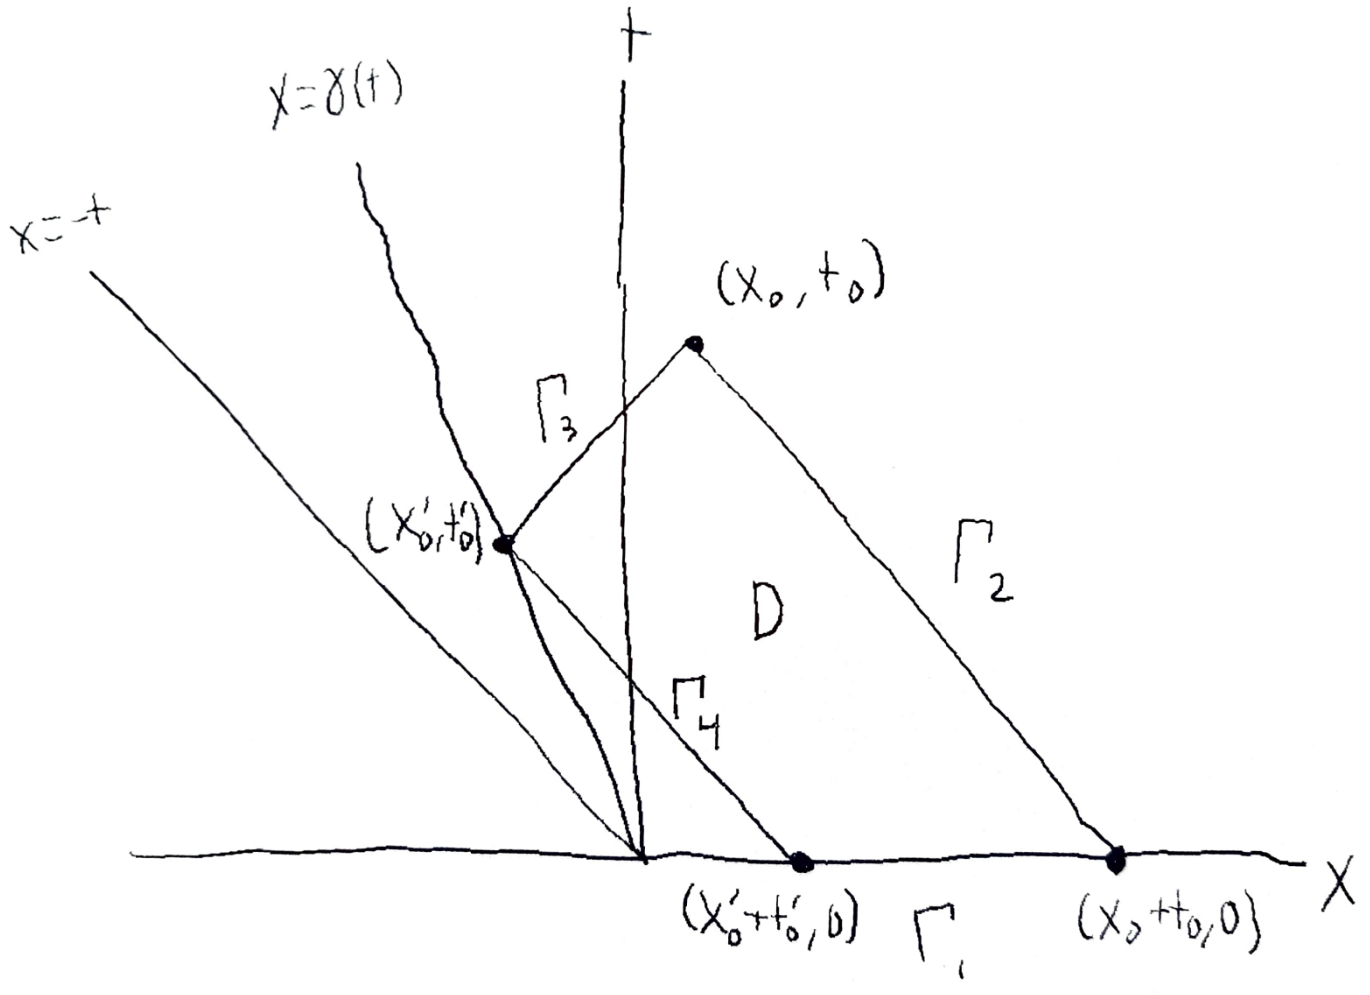 t
x=γ(t)
x=-t
(x₀, t₀)
Γ₃
(x₀′, t₀′)
Γ₂
D
Γ₄
x
(x₀′+t₀′, 0)
Γ₁
(x₀+t₀, 0)